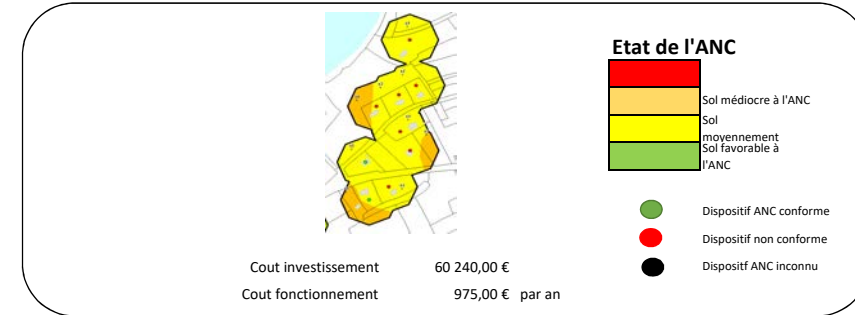 Etat de l'ANC
Sol médiocre à l'ANC
Sol
moyennement
Sol favorable à
l'ANC
Dispositif ANC conforme
Dispositif non conforme
Dispositf ANC inconnu
Cout investissement 60 240,00 €
Cout fonctionnement 975,00 € par an